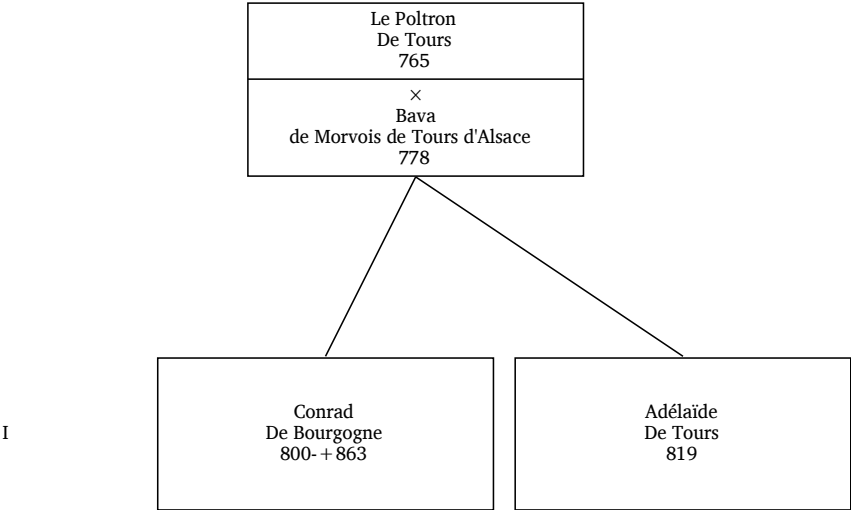 Le Poltron
De Tours
765
×
Bava
de Morvois de Tours d'Alsace
778
I
Conrad
De Bourgogne
800-+863
Adélaïde
De Tours
819